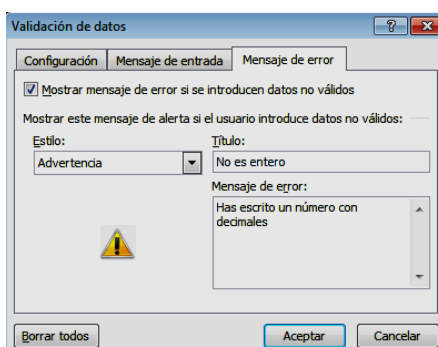 Validación de datos
Configuración Mensaje de entrada Mensaje de error
Mostrar mensaje de error si se introducen datos no válidos
Mostrar este mensaje de alerta si el usuario introduce datos no válidos:
Estilo: Título:
Advertencia No es entero
Mensaje de error:
Has escrito un número con
decimales
Borrar todos Aceptar Cancelar